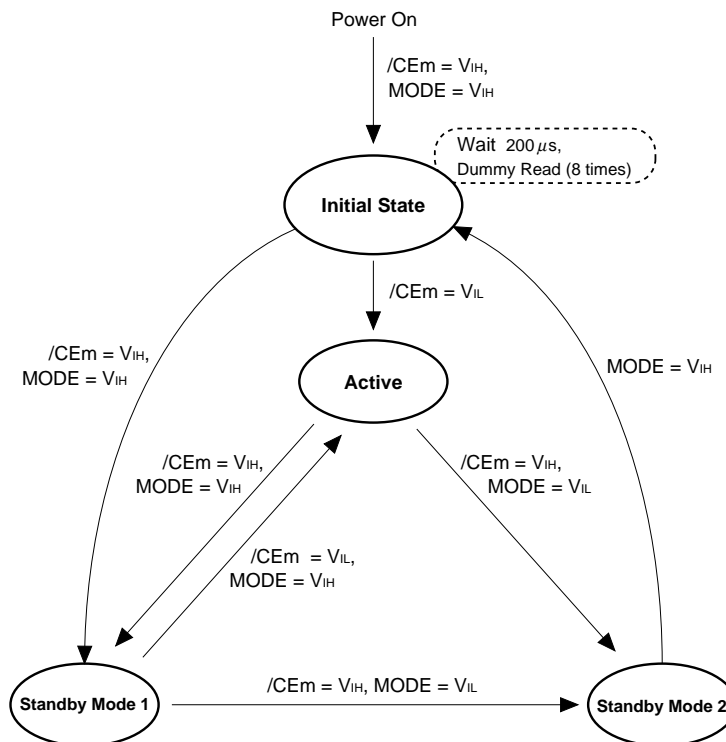 Power On
/CEm = VIH,
MODE = VIH
Wait 200 μs,
Dummy Read (8 times)
Initial State
/CEm = VIL
/CEm = VIH,
MODE = VIH
MODE = VIH
Active
/CEm = VIH,
MODE = VIH
/CEm = VIH,
MODE = VIL
/CEm = VIL,
MODE = VIH
Standby Mode 1
/CEm = VIH, MODE = VIL
Standby Mode 2